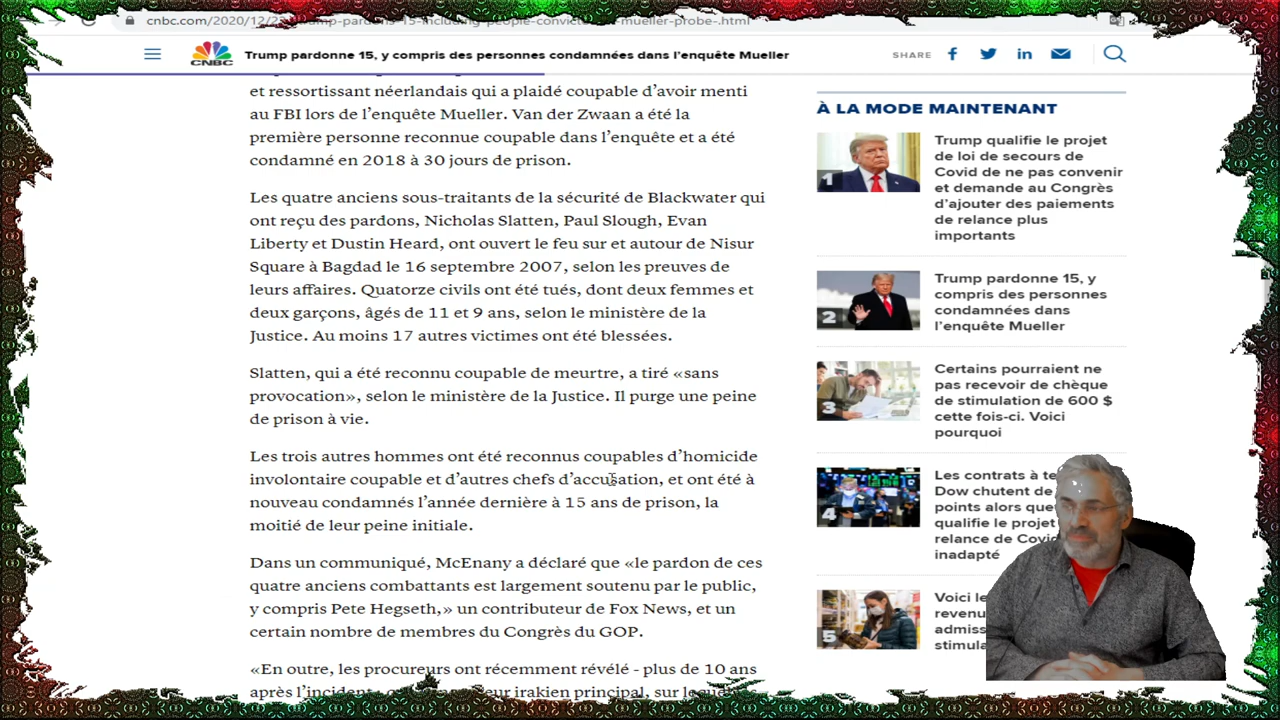 cnbc.com/2020/12/
mueller-probe-.html
CNBC
Trump pardonne 15, y compris des personnes condamnées dans l'enquête Mueller
SHARE
et ressortissant néerlandais qui a plaidé coupable d'avoir menti
au FBI lors de l'enquête Mueller. Van der Zwaan a été la
première personne reconnue coupable dans l'enquête et a été
condamné en 2018 à 30 jours de prison.
Les quatre anciens sous-traitants de la sécurité de Blackwater qui
ont reçu des pardons, Nicholas Slatten, Paul Slough, Evan
Liberty et Dustin Heard, ont ouvert le feu sur et autour de Nisur
Square à Bagdad le 16 septembre 2007, selon les preuves de
leurs affaires. Quatorze civils ont été tués, dont deux femmes et
deux garçons, âgés de 11 et 9 ans, selon le ministère de la
Justice. Au moins 17 autres victimes ont été blessées.
Slatten, qui a été reconnu coupable de meurtre, a tiré «sans
provocation», selon le ministère de la Justice. Il purge une peine
de prison à vie.
Les trois autres hommes ont été reconnus coupables d'homicide
involontaire coupable et d'autres chefs d'accusation, et ont été à
nouveau condamnés l'année dernière à 15 ans de prison, la
moitié de leur peine initiale.
Dans un communiqué, McEnany a déclaré que «le pardon de ces
quatre anciens combattants est largement soutenu par le public,
y compris Pete Hegseth,» un contributeur de Fox News, et un
certain nombre de membres du Congrès du GOP.
«En outre, les procureurs ont récemment révélé - plus de 10 ans
après l'incident
irakien principal, sur
À LA MODE MAINTENANT
1
Trump qualifie le projet
de loi de secours de
Covid de ne pas convenir
et demande au Congrès
d'ajouter des paiements
de relance plus
importants
2
Trump pardonne 15, y
compris des personnes
condamnées dans
l'enquête Mueller
3
Certains pourraient ne
pas recevoir de chèque
de stimulation de 600 $
cette fois-ci. Voici
pourquoi
4
Les contrats à
Dow chutent de
points alors que
qualifie le projet
relance de Covid
inadapté
5
Voici